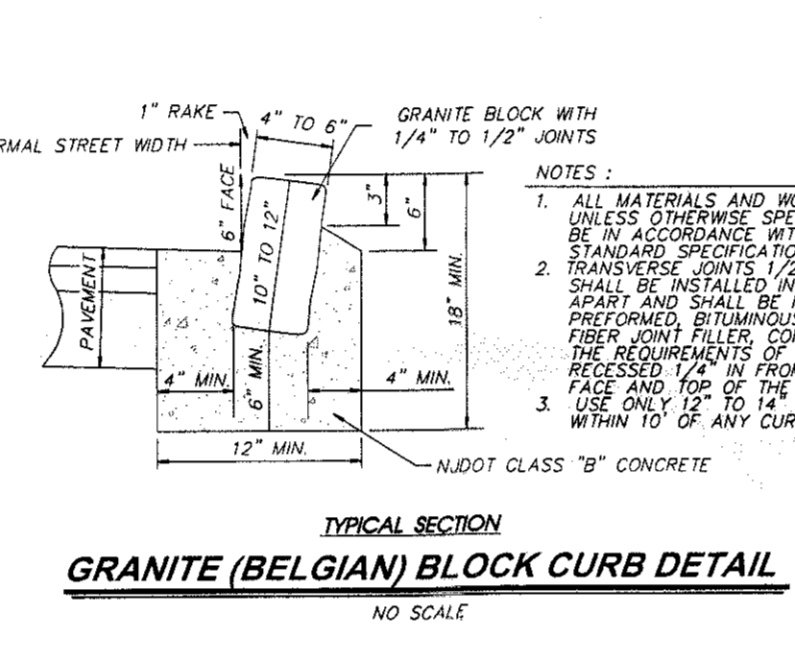 1" RAKE
4" TO 6"
GRANITE BLOCK WITH
1/4" TO 1/2" JOINTS
RMAL STREET WIDTH
6" FACE
3"
6"
10" TO 12"
18" MIN.
PAVEMENT
4" MIN.
6" MIN.
4" MIN.
12" MIN.
NJDOT CLASS "B" CONCRETE
NOTES :
1. ALL MATERIALS AND WO
UNLESS OTHERWISE SPE
BE IN ACCORDANCE WIT
STANDARD SPECIFICATIO
2. TRANSVERSE JOINTS 1/2
SHALL BE INSTALLED IN
APART AND SHALL BE
PREFORMED, BITUMINOUS
FIBER JOINT FILLER, CO
THE REQUIREMENTS OF
RECESSED 1/4" IN FRO
FACE AND TOP OF THE
3. USE ONLY 12" TO 14"
WITHIN 10' OF ANY CUR
TYPICAL SECTION
GRANITE (BELGIAN) BLOCK CURB DETAIL
NO SCALE